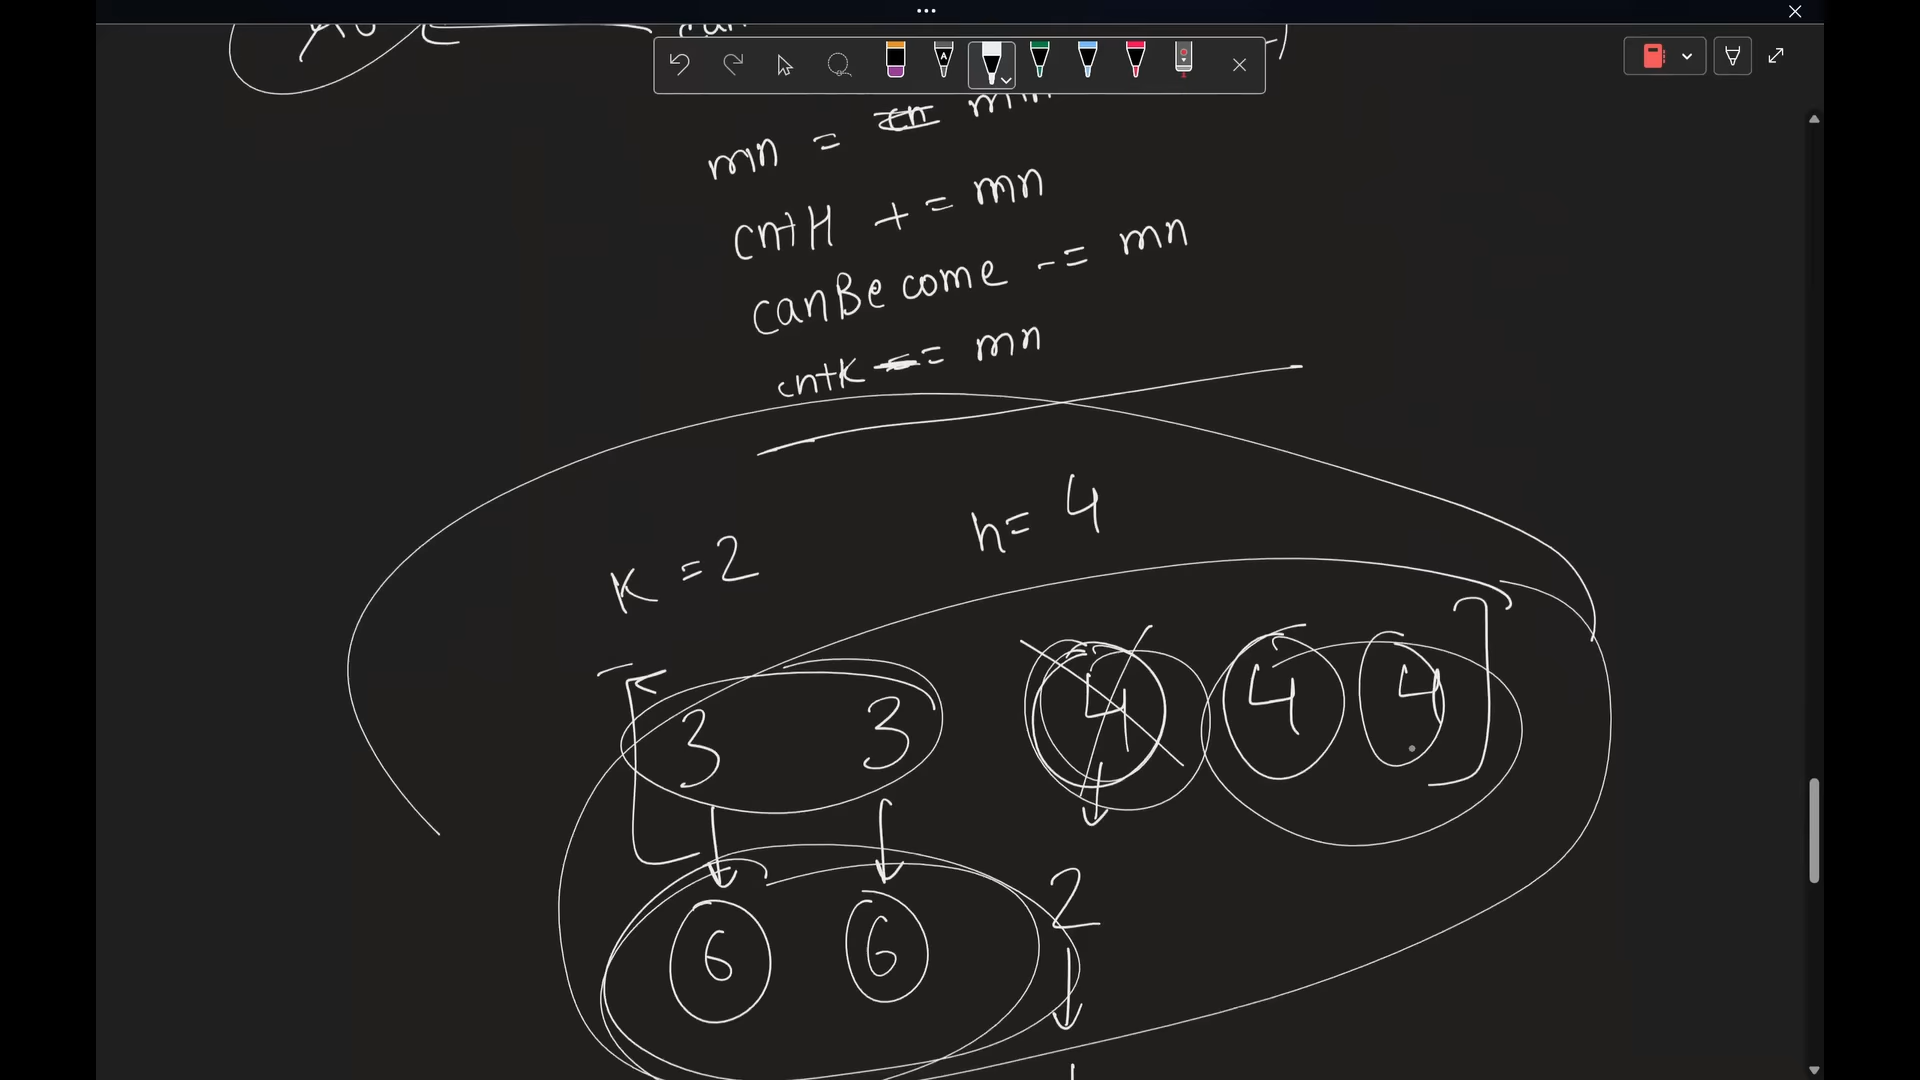 mn =
cntH += mn
canBecome -= mn
cntK -= mn
K = 2
h = 4
3 3 4 4 4
6 6 2